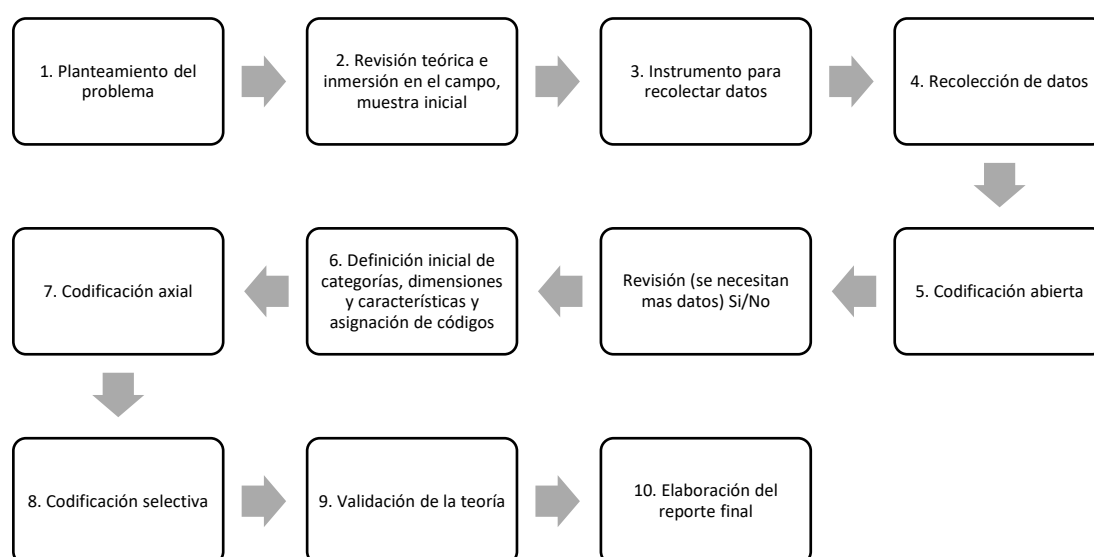 1. Planteamiento del
problema
2. Revisión teórica e
inmersión en el campo,
muestra inicial
3. Instrumento para
recolectar datos
4. Recolección de datos
5. Codificación abierta
Revisión (se necesitan
mas datos) Si/No
6. Definición inicial de
categorías, dimensiones
y características y
asignación de códigos
7. Codificación axial
8. Codificación selectiva
9. Validación de la teoría
10. Elaboración del
reporte final